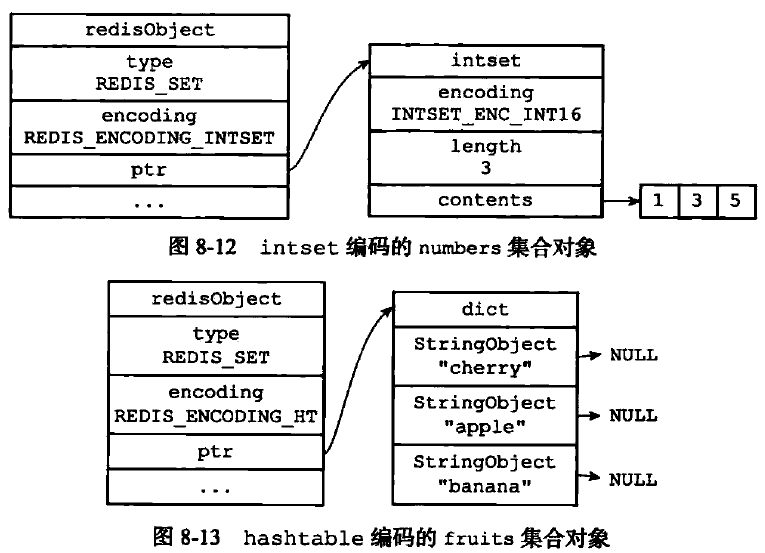 redisObject
type
REDIS_SET
encoding
REDIS_ENCODING_INTSET
ptr
...
intset
encoding
INTSET_ENC_INT16
length
3
contents
1 3 5
图 8-12 intset 编码的 numbers 集合对象
redisObject
type
REDIS_SET
encoding
REDIS_ENCODING_HT
ptr
...
dict
StringObject
"cherry"
NULL
StringObject
"apple"
NULL
StringObject
"banana"
NULL
图 8-13 hashtable 编码的 fruits 集合对象